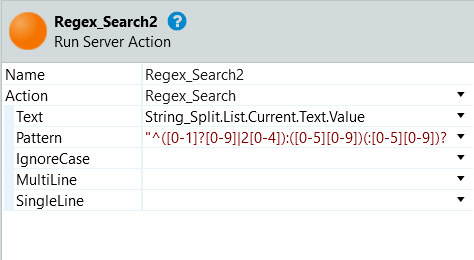 Regex_Search2 ?
Run Server Action
Name Regex_Search2
Action Regex_Search
Text String_Split.List.Current.Text.Value
Pattern "^([0-1]?[0-9]|2[0-4]):([0-5][0-9])(:[0-5][0-9])?
IgnoreCase
MultiLine
SingleLine